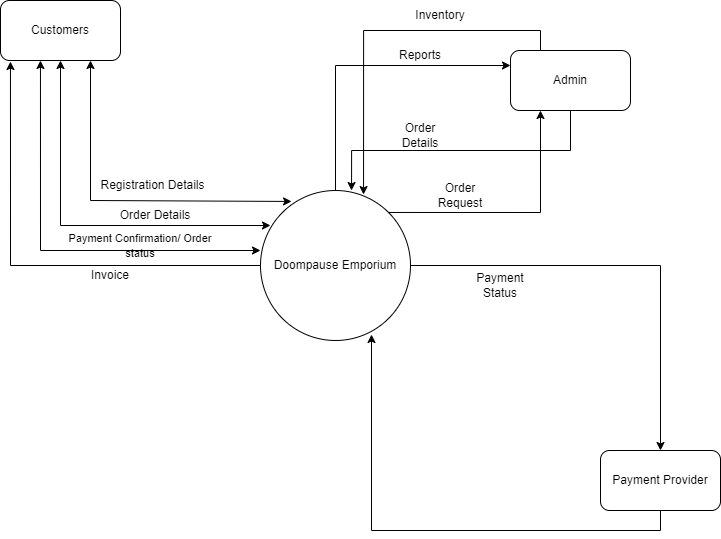 Inventory
Customers
Reports
Admin
Order
Details
Registration Details
Order
Request
Order Details
Payment Confirmation/ Order
status
Doompause Emporium
Invoice
Payment
Status
Payment Provider